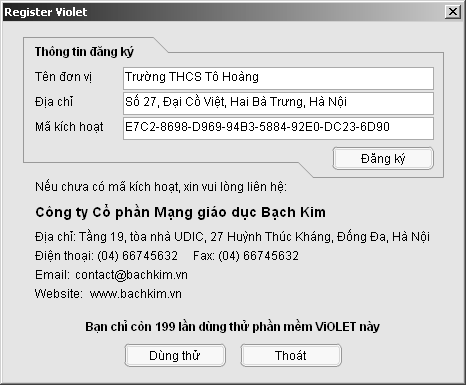 Register Violet
Thông tin đăng ký
Tên đơn vị Trường THCS Tô Hoàng
Địa chỉ Số 27, Đại Cồ Việt, Hai Bà Trưng, Hà Nội
Mã kích hoạt E7C2-8698-D969-94B3-5884-92E0-DC23-6D90
Đăng ký
Nếu chưa có mã kích hoạt, xin vui lòng liên hệ:
Công ty Cổ phần Mạng giáo dục Bạch Kim
Địa chỉ: Tầng 19, tòa nhà UDIC, 27 Huỳnh Thúc Kháng, Đống Đa, Hà Nội
Điện thoại: (04) 66745632 Fax: (04) 66745632
Email: contact@bachkim.vn
Website: www.bachkim.vn
Bạn chỉ còn 199 lần dùng thử phần mềm ViOLET này
Dùng thử Thoát